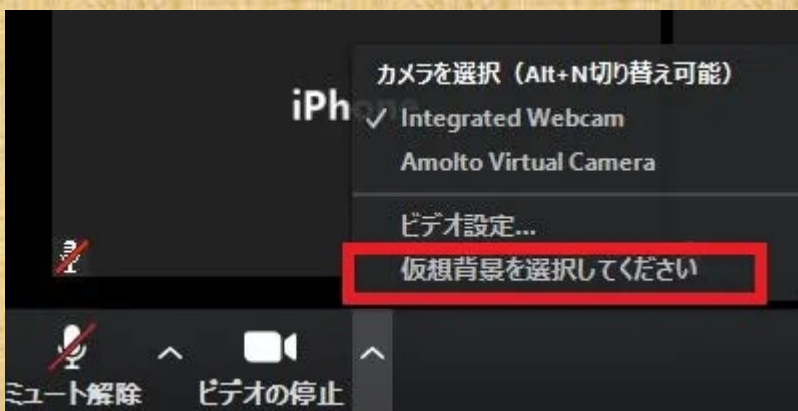 カメラを選択（Alt+N切り替え可能）
iPh
Integrated Webcam
Amolto Virtual Camera
ビデオ設定...
仮想背景を選択してください
ミュート解除
ビデオの停止